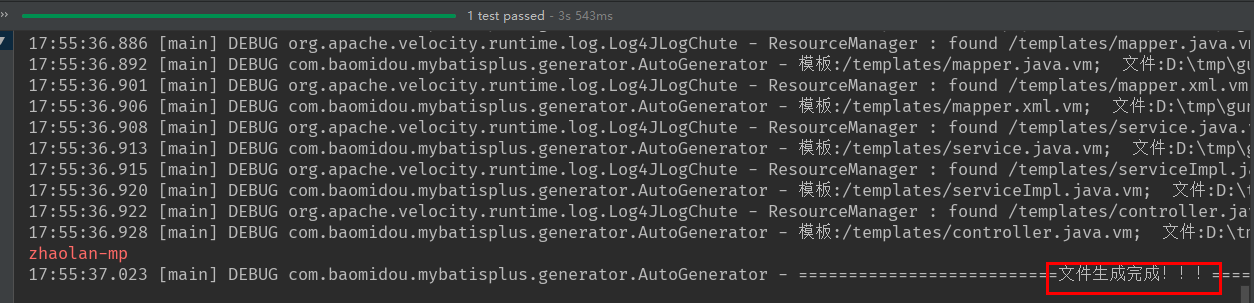 1 test passed - 3s 543ms
17:55:36.886 [main] DEBUG org.apache.velocity.runtime.log.Log4JLogChute - ResourceManager : found /templates/mapper.java.vm
17:55:36.892 [main] DEBUG com.baomidou.mybatisplus.generator.AutoGenerator - 模板:/templates/mapper.java.vm;  文件:D:\tmp\gu
17:55:36.901 [main] DEBUG org.apache.velocity.runtime.log.Log4JLogChute - ResourceManager : found /templates/mapper.xml.vm
17:55:36.906 [main] DEBUG com.baomidou.mybatisplus.generator.AutoGenerator - 模板:/templates/mapper.xml.vm;  文件:D:\tmp\gur
17:55:36.908 [main] DEBUG org.apache.velocity.runtime.log.Log4JLogChute - ResourceManager : found /templates/service.java.
17:55:36.913 [main] DEBUG com.baomidou.mybatisplus.generator.AutoGenerator - 模板:/templates/service.java.vm;  文件:D:\tmp\g
17:55:36.915 [main] DEBUG org.apache.velocity.runtime.log.Log4JLogChute - ResourceManager : found /templates/serviceImpl.ja
17:55:36.920 [main] DEBUG com.baomidou.mybatisplus.generator.AutoGenerator - 模板:/templates/serviceImpl.java.vm;  文件:D:\t
17:55:36.922 [main] DEBUG org.apache.velocity.runtime.log.Log4JLogChute - ResourceManager : found /templates/controller.jav
17:55:36.928 [main] DEBUG com.baomidou.mybatisplus.generator.AutoGenerator - 模板:/templates/controller.java.vm;  文件:D:\t
zhaolan-mp
17:55:37.023 [main] DEBUG com.baomidou.mybatisplus.generator.AutoGenerator - ==========================文件生成完成！！！====